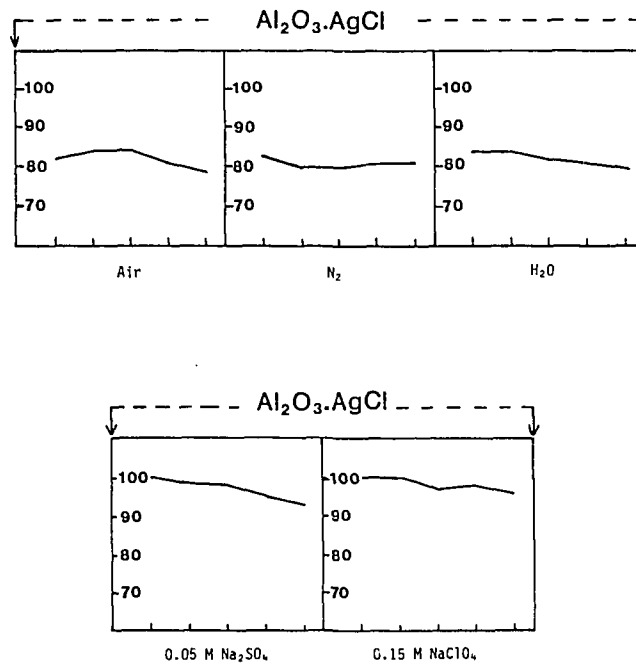 Al₂O₃.AgCl
100 100 100
90 90 90
80 80 80
70 70 70
Air N₂ H₂O
Al₂O₃.AgCl
100 100
90 90
80 80
70 70
0.05 M Na₂SO₄ 0.15 M NaClO₄